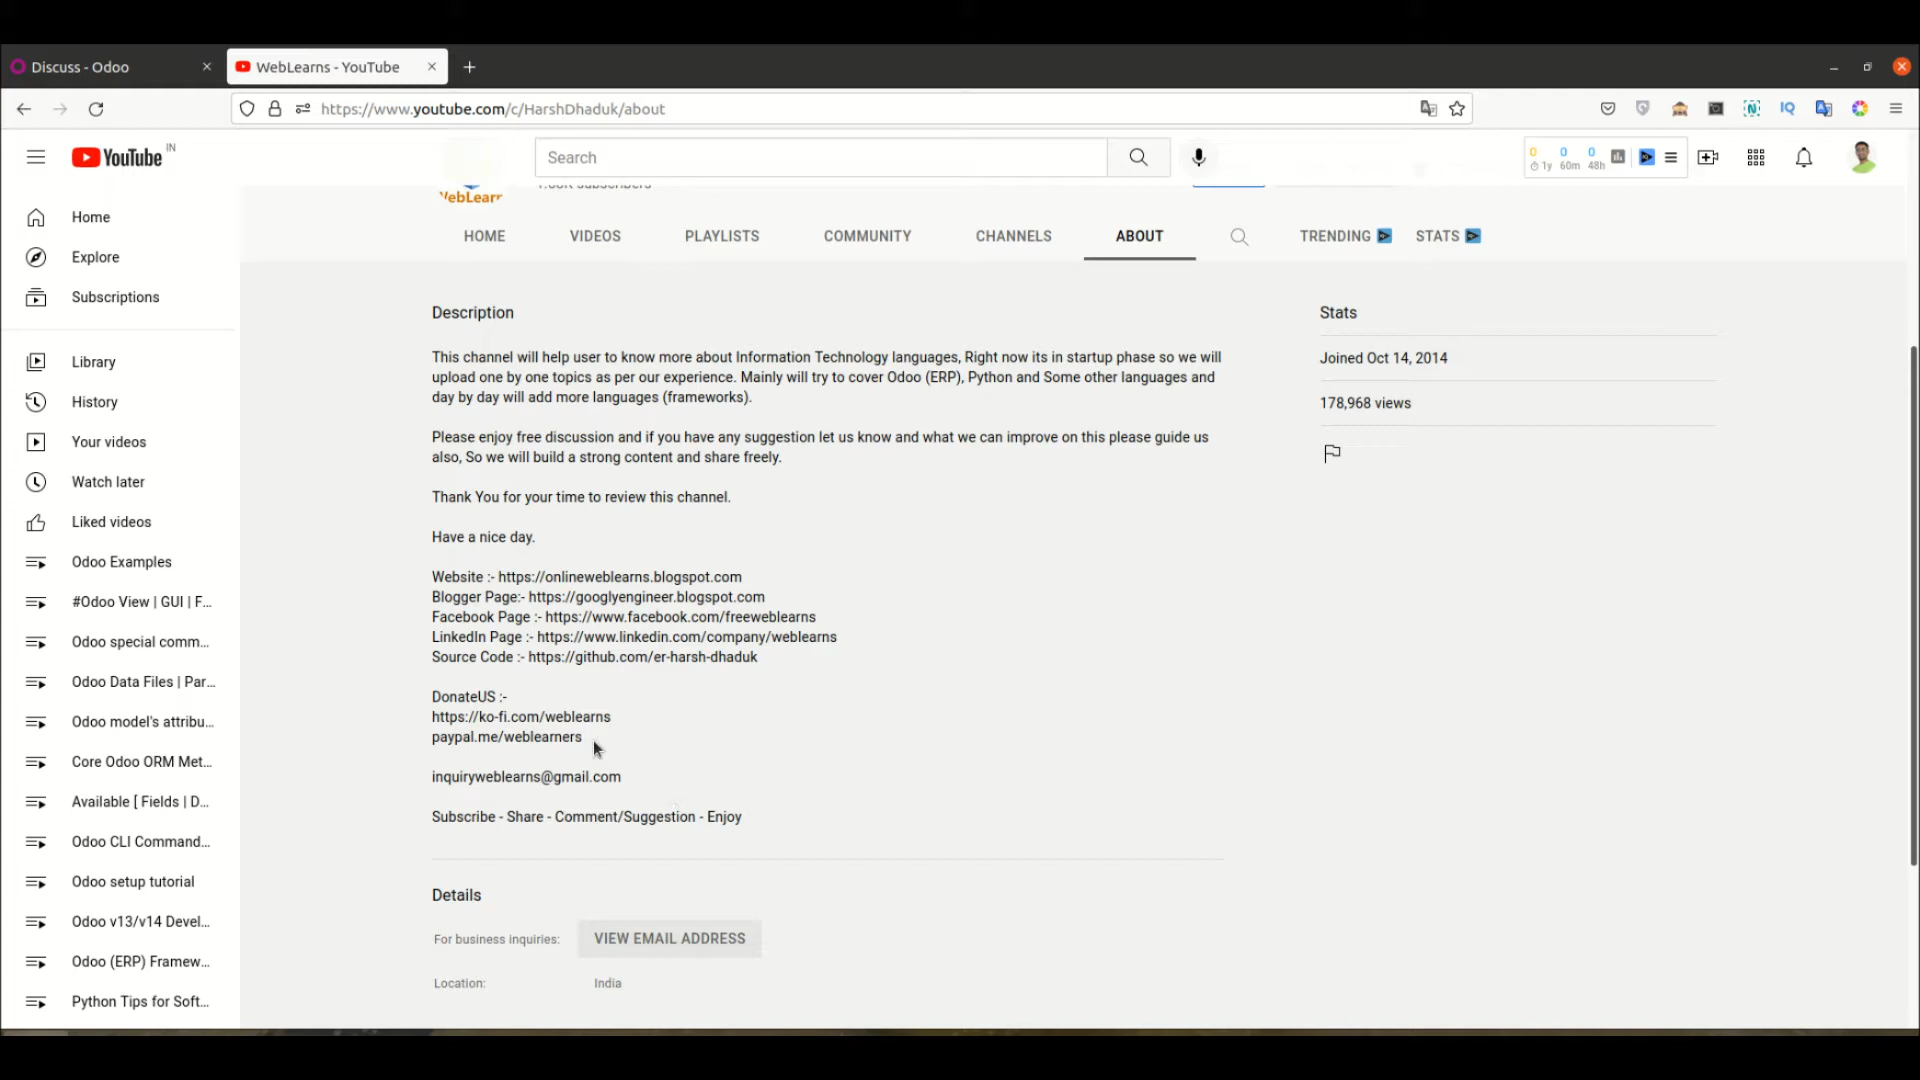 Discuss - Odoo
WebLearns - YouTube
https://www.youtube.com/c/HarshDhaduk/about
IQ
YouTube IN
Search
0 0 0
1y 60m 48h
WebLearn
subscribers
HOME VIDEOS PLAYLISTS COMMUNITY CHANNELS ABOUT TRENDING STATS
Home
Explore
Subscriptions
Library
History
Your videos
Watch later
Liked videos
Odoo Examples
#Odoo View | GUI | F...
Odoo special comm...
Odoo Data Files | Par...
Odoo model's attribu...
Core Odoo ORM Met...
Available [ Fields | D...
Odoo CLI Command...
Odoo setup tutorial
Odoo v13/v14 Devel...
Odoo (ERP) Framew...
Python Tips for Soft...
Description
This channel will help user to know more about Information Technology languages, Right now its in startup phase so we will
upload one by one topics as per our experience. Mainly will try to cover Odoo (ERP), Python and Some other languages and
day by day will add more languages (frameworks).
Please enjoy free discussion and if you have any suggestion let us know and what we can improve on this please guide us
also, So we will build a strong content and share freely.
Thank You for your time to review this channel.
Have a nice day.
Website :- https://onlineweblearns.blogspot.com
Blogger Page:- https://googlyengineer.blogspot.com
Facebook Page :- https://www.facebook.com/freeweblearns
LinkedIn Page :- https://www.linkedin.com/company/weblearns
Source Code :- https://github.com/er-harsh-dhaduk
DonateUS :-
https://ko-fi.com/weblearns
paypal.me/weblearners
inquiryweblearns@gmail.com
Subscribe - Share - Comment/Suggestion - Enjoy
Details
For business inquiries: VIEW EMAIL ADDRESS
Location: India
Stats
Joined Oct 14, 2014
178,968 views